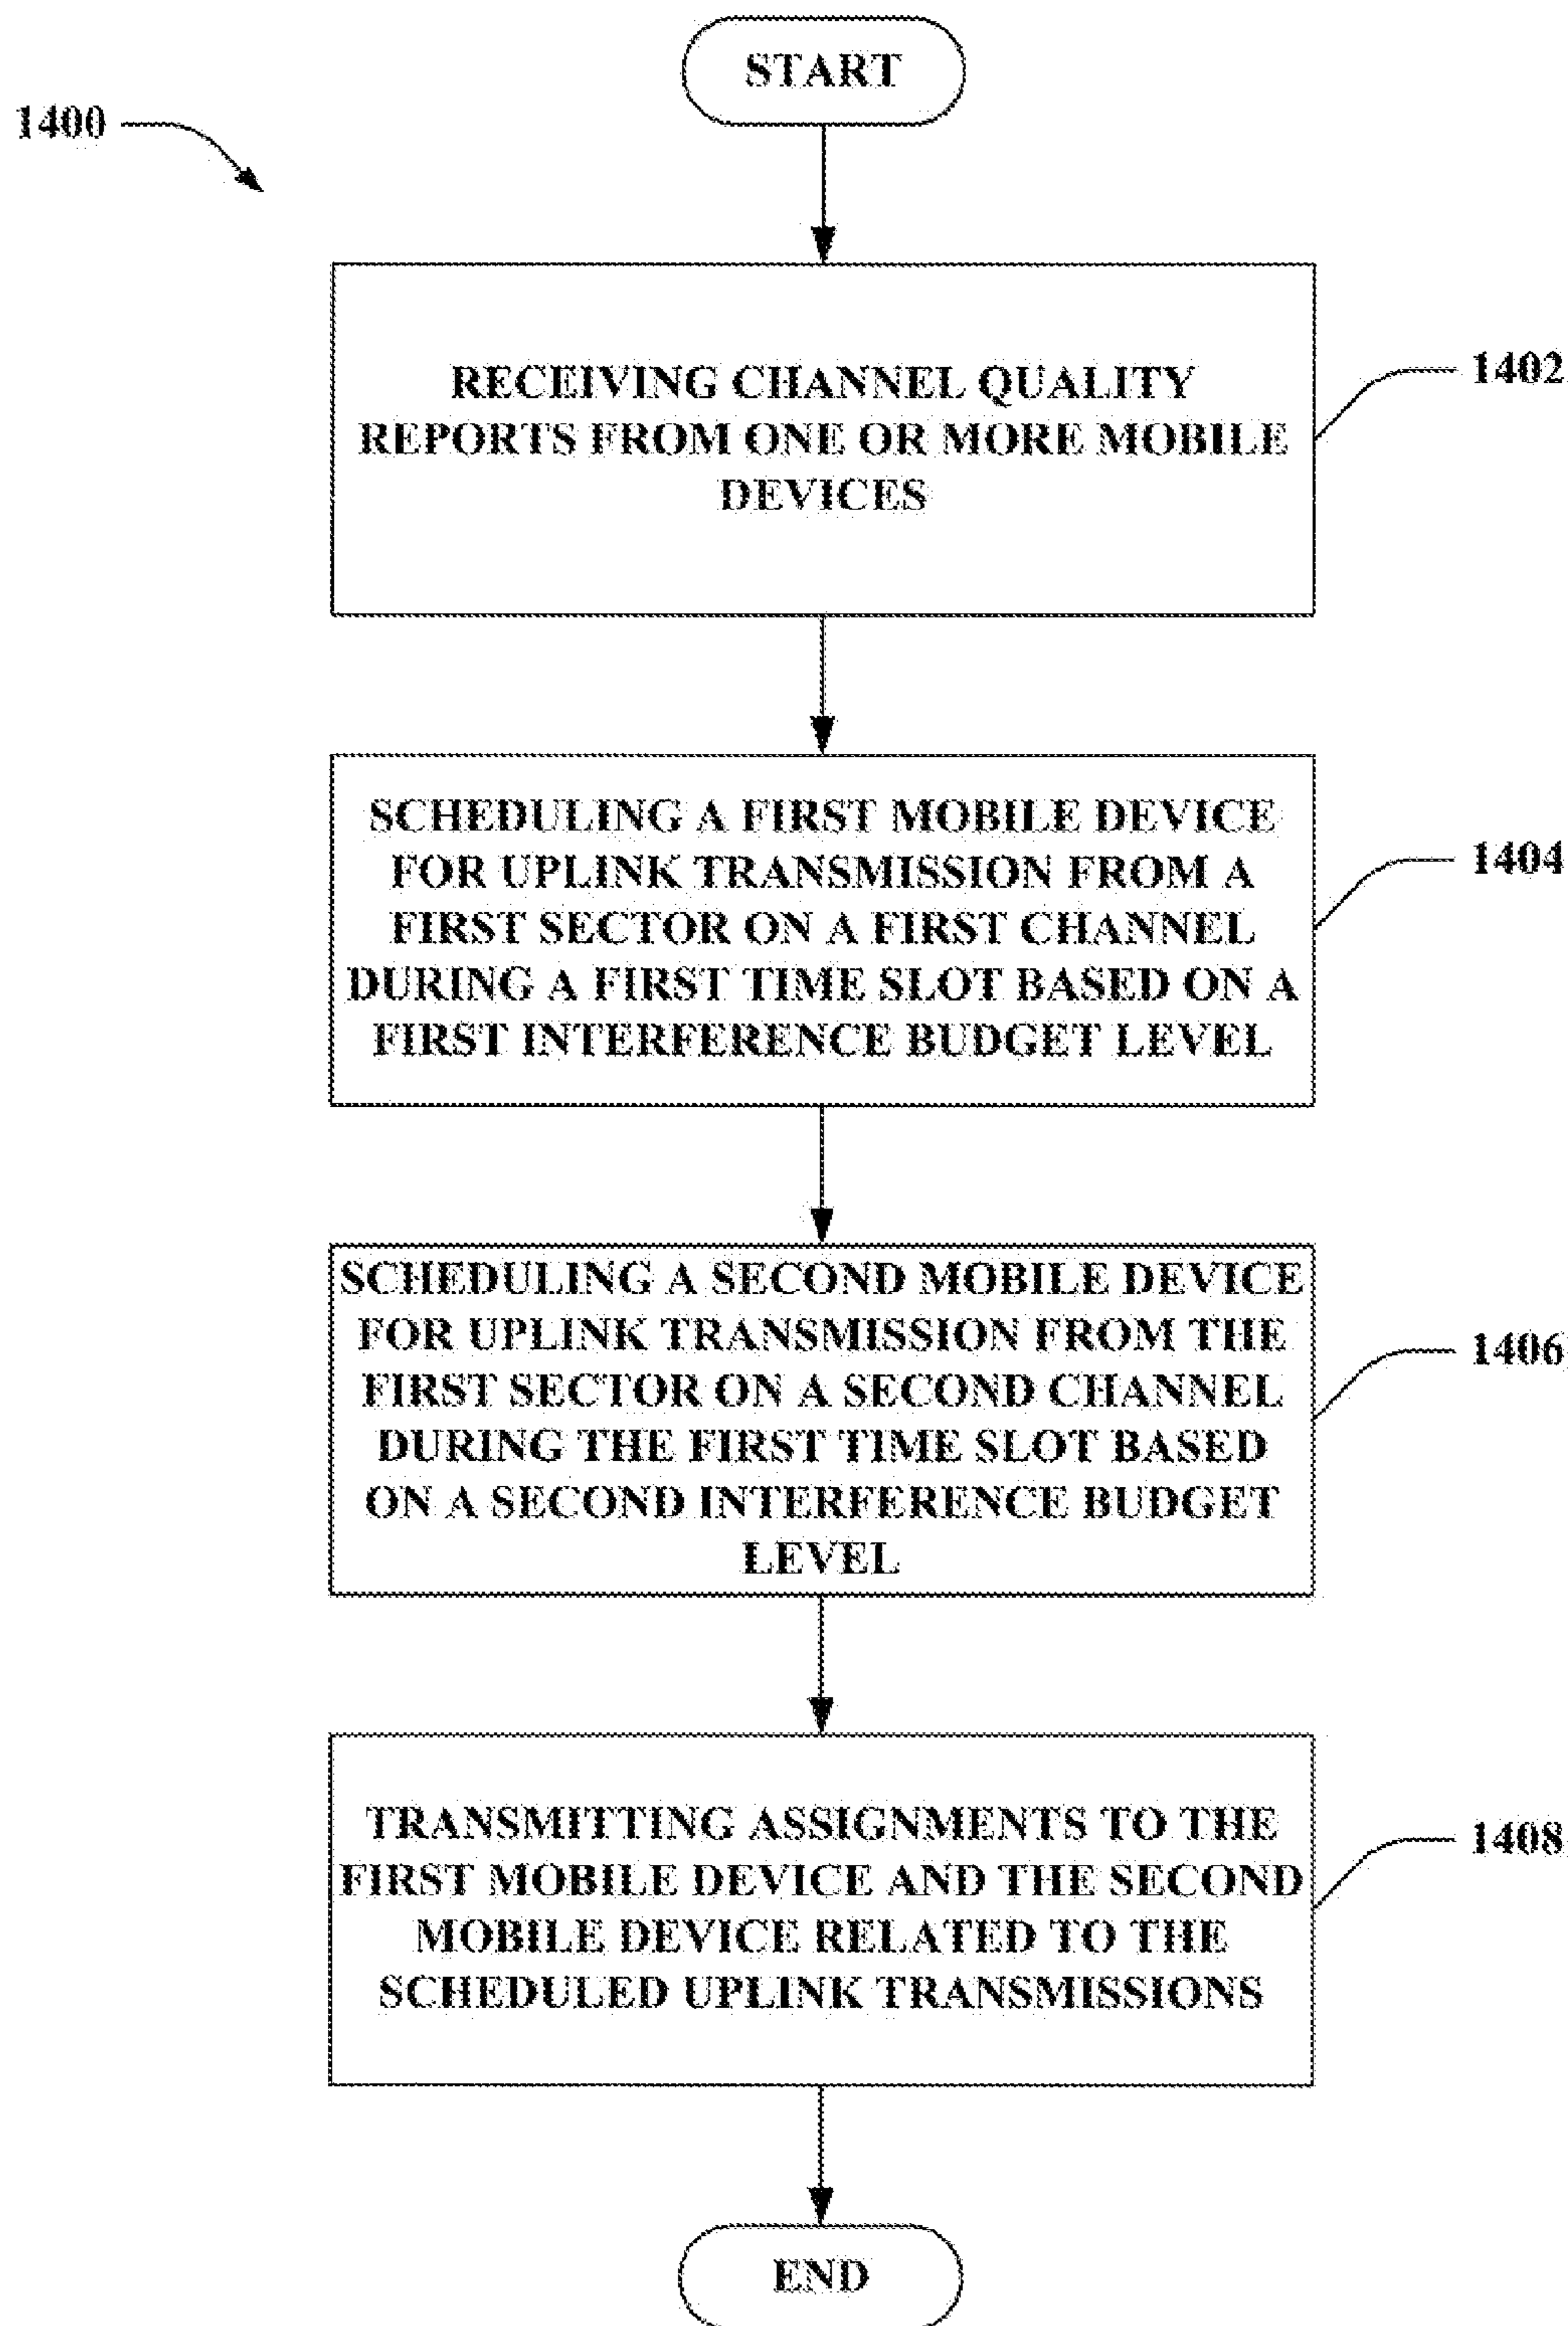 START
1400
RECEIVING CHANNEL QUALITY
REPORTS FROM ONE OR MORE MOBILE
DEVICES
1402
SCHEDULING A FIRST MOBILE DEVICE
FOR UPLINK TRANSMISSION FROM A
FIRST SECTOR ON A FIRST CHANNEL
DURING A FIRST TIME SLOT BASED ON A
FIRST INTERFERENCE BUDGET LEVEL
1404
SCHEDULING A SECOND MOBILE DEVICE
FOR UPLINK TRANSMISSION FROM THE
FIRST SECTOR ON A SECOND CHANNEL
DURING THE FIRST TIME SLOT BASED
ON A SECOND INTERFERENCE BUDGET
LEVEL
1406
TRANSMITTING ASSIGNMENTS TO THE
FIRST MOBILE DEVICE AND THE SECOND
MOBILE DEVICE RELATED TO THE
SCHEDULED UPLINK TRANSMISSIONS
1408
END